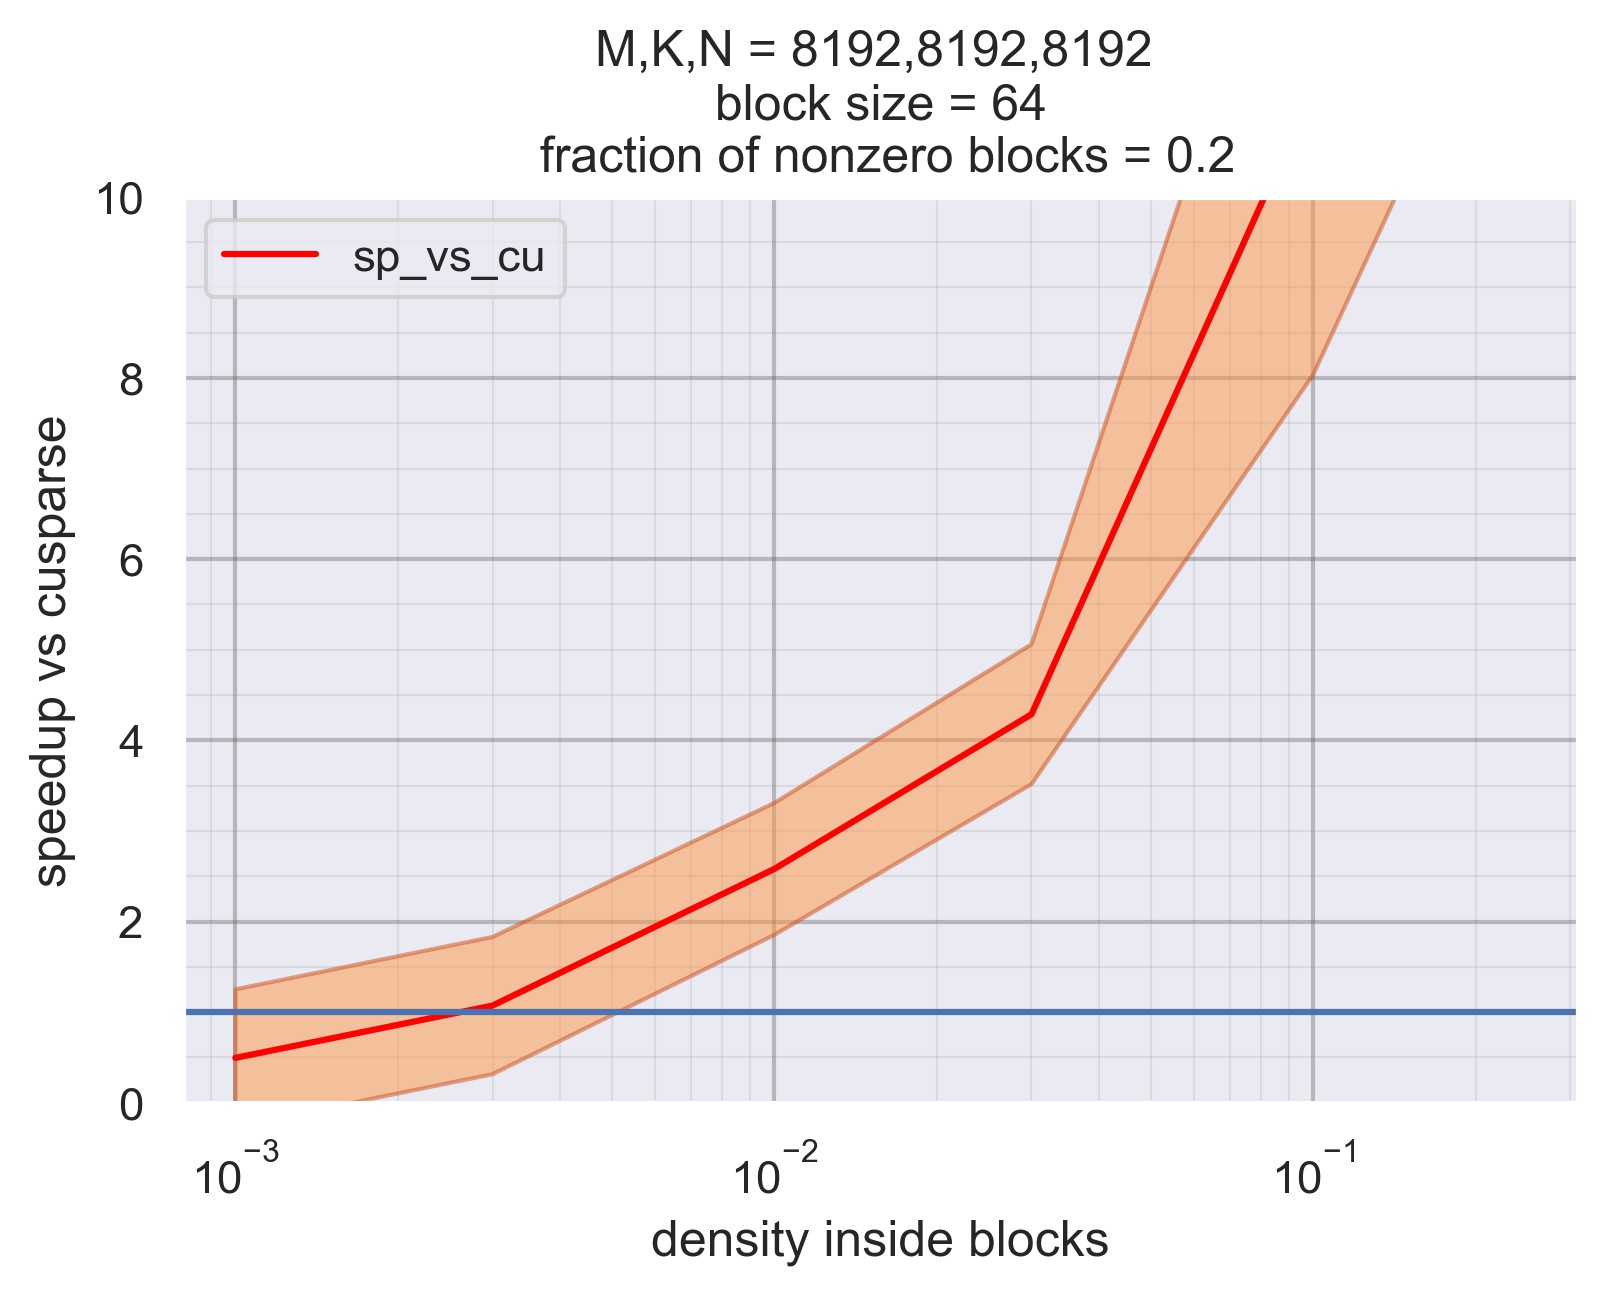 M,K,N = 8192,8192,8192
block size = 64
fraction of nonzero blocks = 0.2
sp_vs_cu
speedup vs cusparse
10
8
6
4
2
0
10⁻³ 10⁻² 10⁻¹
density inside blocks